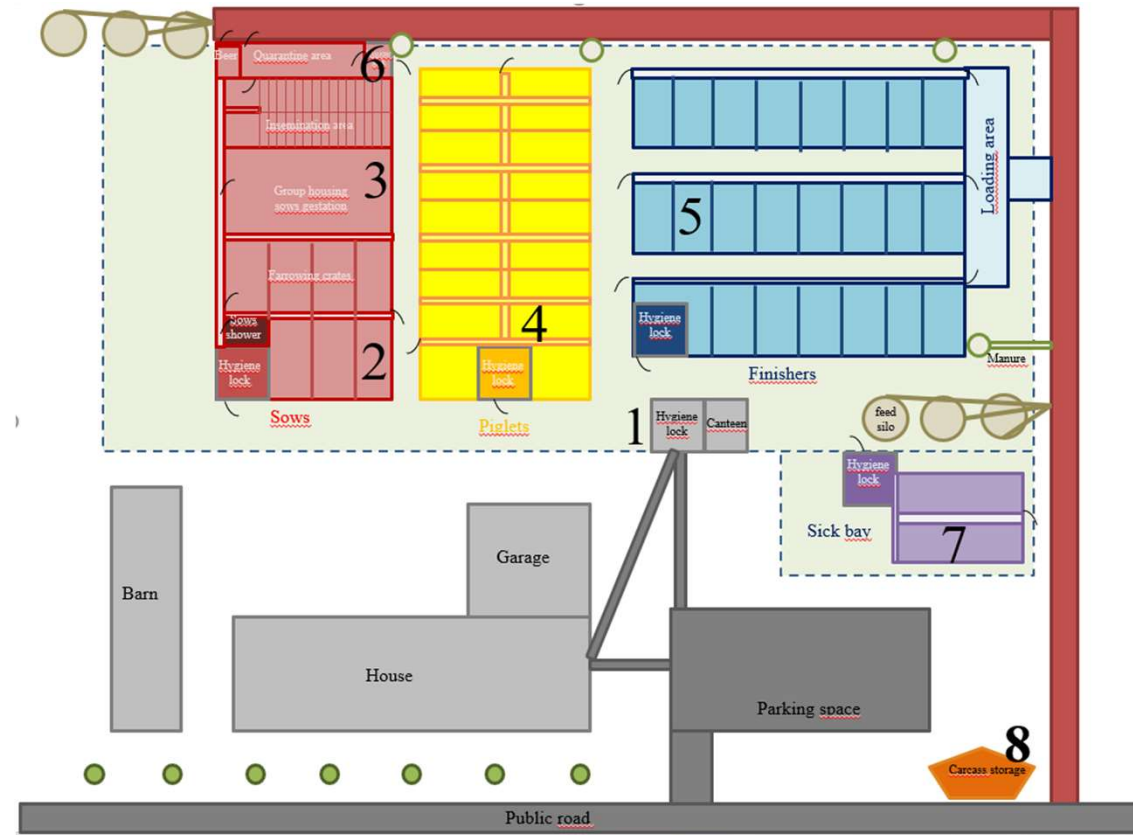 Beer
Quarantine area
6
Insemination area
3
Group housing
sows gestation
Farrowing crates
Sows
shower
Hygiene
lock
2
Sows
4
Hygiene
lock
Piglets
5
Loading area
Hygiene
lock
Finishers
Manure
1
Hygiene
lock
Canteen
feed
silo
Hygiene
lock
Sick bay
7
Barn
Garage
House
Parking space
8
Carcass storage
Public road